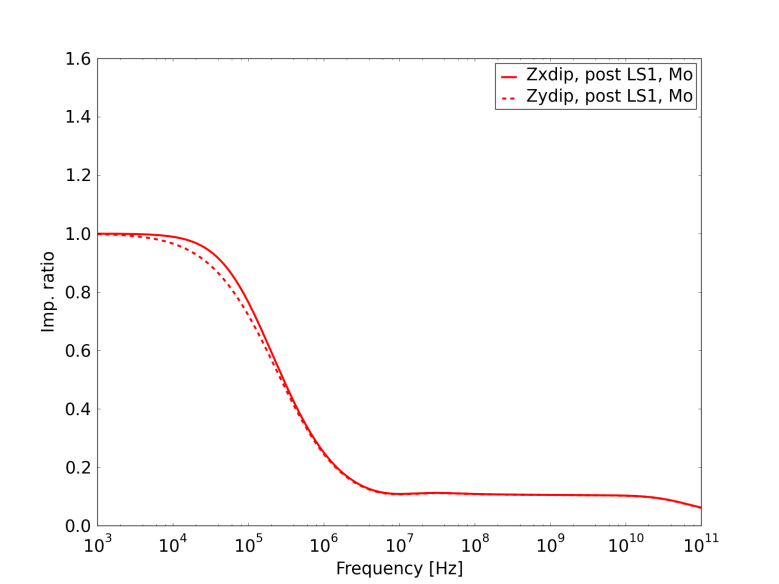 Zxdip, post LS1, Mo
Zydip, post LS1, Mo
1.6
1.4
1.2
1.0
0.8
0.6
0.4
0.2
0.0
Imp. ratio
10³ 10⁴ 10⁵ 10⁶ 10⁷ 10⁸ 10⁹ 10¹⁰ 10¹¹
Frequency [Hz]